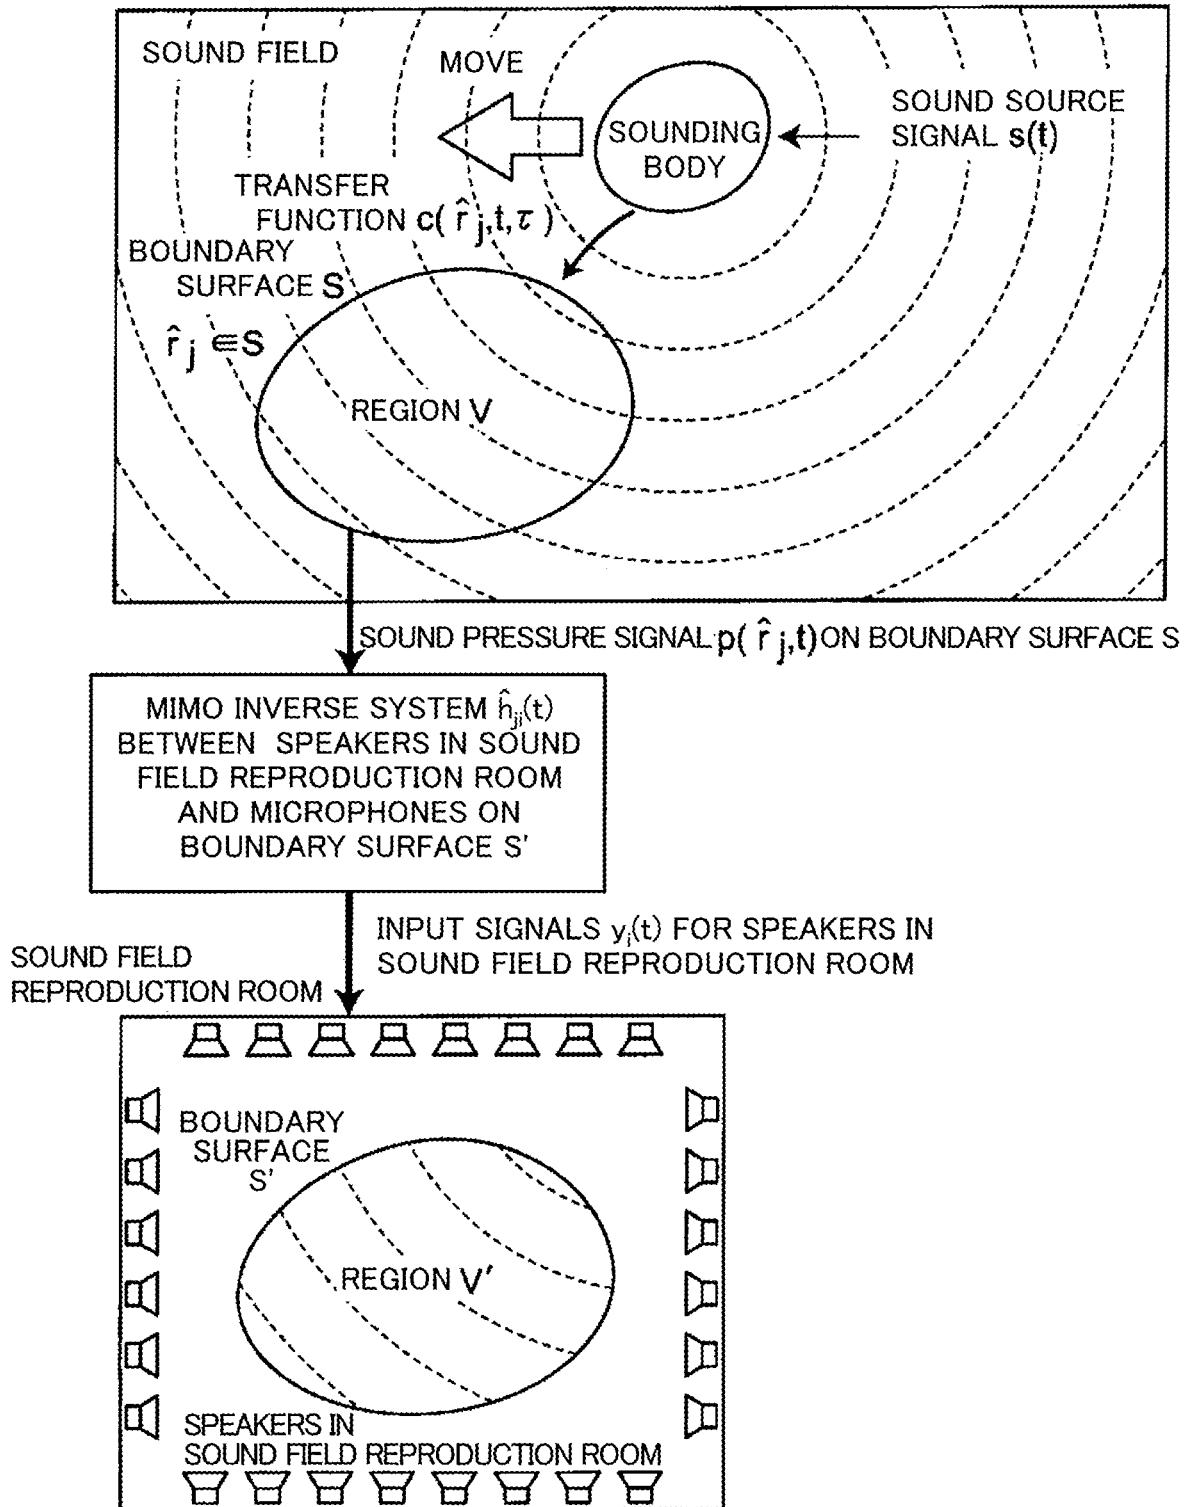 SOUND FIELD
MOVE
SOUNDING
BODY
SOUND SOURCE
SIGNAL s(t)
TRANSFER
FUNCTION c( r̂ j,t,τ )
BOUNDARY
SURFACE S
r̂ j ∈S
REGION V
SOUND PRESSURE SIGNAL p( r̂ j,t) ON BOUNDARY SURFACE S
MIMO INVERSE SYSTEM ĥji(t)
BETWEEN SPEAKERS IN SOUND
FIELD REPRODUCTION ROOM
AND MICROPHONES ON
BOUNDARY SURFACE S'
INPUT SIGNALS yi(t) FOR SPEAKERS IN
SOUND FIELD REPRODUCTION ROOM
SOUND FIELD
REPRODUCTION ROOM
BOUNDARY
SURFACE
S'
REGION V'
SPEAKERS IN
SOUND FIELD REPRODUCTION ROOM